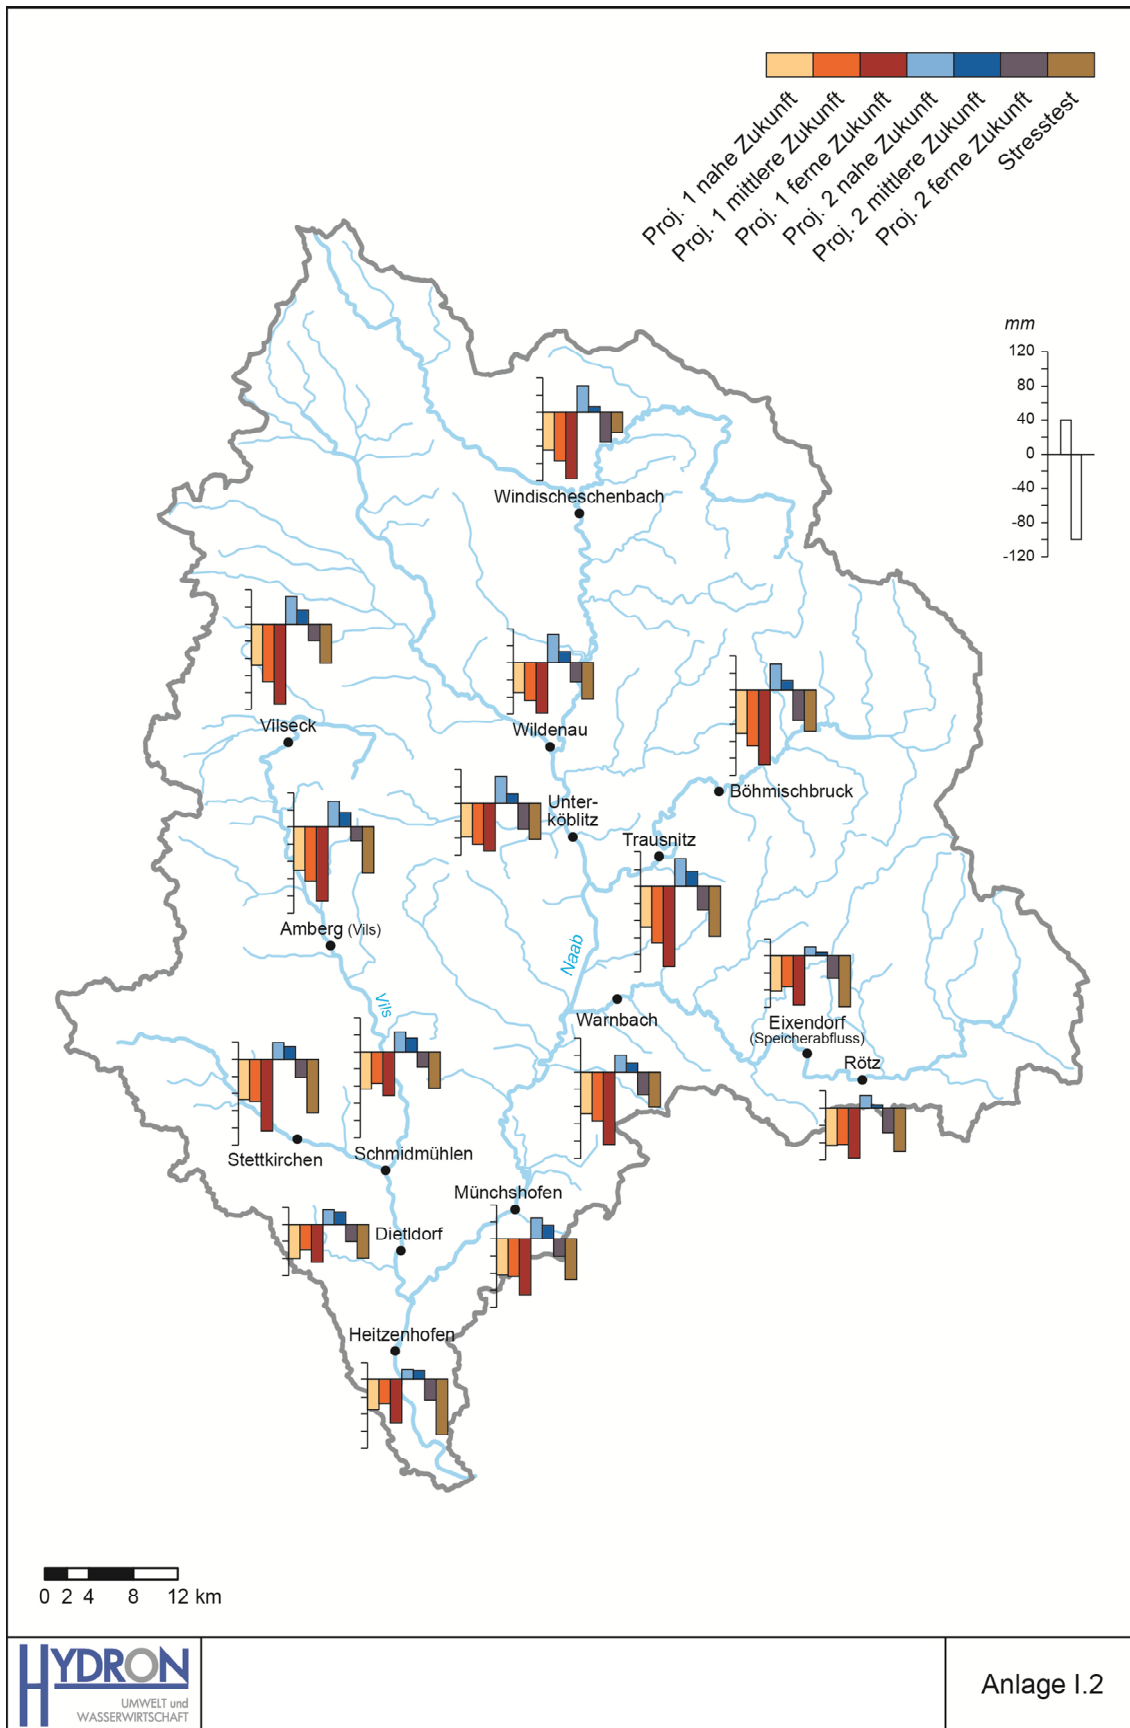 Proj. 1 nahe Zukunft
Proj. 1 mittlere Zukunft
Proj. 1 ferne Zukunft
Proj. 2 nahe Zukunft
Proj. 2 mittlere Zukunft
Proj. 2 ferne Zukunft
Stresstest
mm
120
80
40
0
-40
-80
-120
Windischeschenbach
Vilseck
Wildenau
Böhmischbruck
Unter-
köblitz
Trausnitz
Amberg (Vils)
Naab
Vils
Warnbach
Eixendorf
(Speicherabfluss)
Rötz
Stettkirchen
Schmidmühlen
Münchshofen
Dietldorf
Heitzenhofen
0 2 4 8 12 km
HYDRON
UMWELT und
WASSERWIRTSCHAFT
Anlage I.2